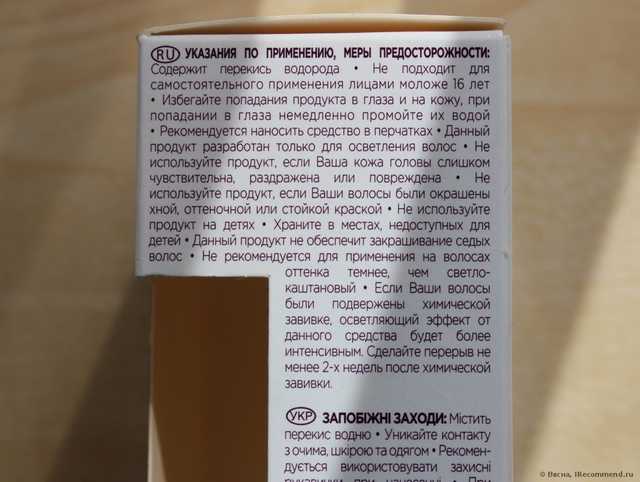 RU УКАЗАНИЯ ПО ПРИМЕНЕНИЮ, МЕРЫ ПРЕДОСТОРОЖНОСТИ:
Содержит перекись водорода • Не подходит для
самостоятельного применения лицами моложе 16 лет
• Избегайте попадания продукта в глаза и на кожу, при
попадании в глаза немедленно промойте их водой
• Рекомендуется наносить средство в перчатках • Данный
продукт разработан только для осветления волос • Не
используйте продукт, если Ваша кожа головы слишком
чувствительна, раздражена или повреждена • Не
используйте продукт, если Ваши волосы были окрашены
хной, оттеночной или стойкой краской • Не используйте
продукт на детях • Храните в местах, недоступных для
детей • Данный продукт не обеспечит закрашивание седых
волос • Не рекомендуется для применения на волосах
оттенка темнее, чем светло-
каштановый • Если Ваши волосы
были подвержены химической
завивке, осветляющий эффект от
данного средства будет более
интенсивным. Сделайте перерыв не
менее 2-х недель после химической
завивки.
УКР ЗАПОБІЖНІ ЗАХОДИ: Містить
перекис водню • Уникайте контакту
з очима, шкірою та одягом • Рекомен-
дується використовувати захисні
рукавички при нанесенні • При
© Вясна, IRecommend.ru